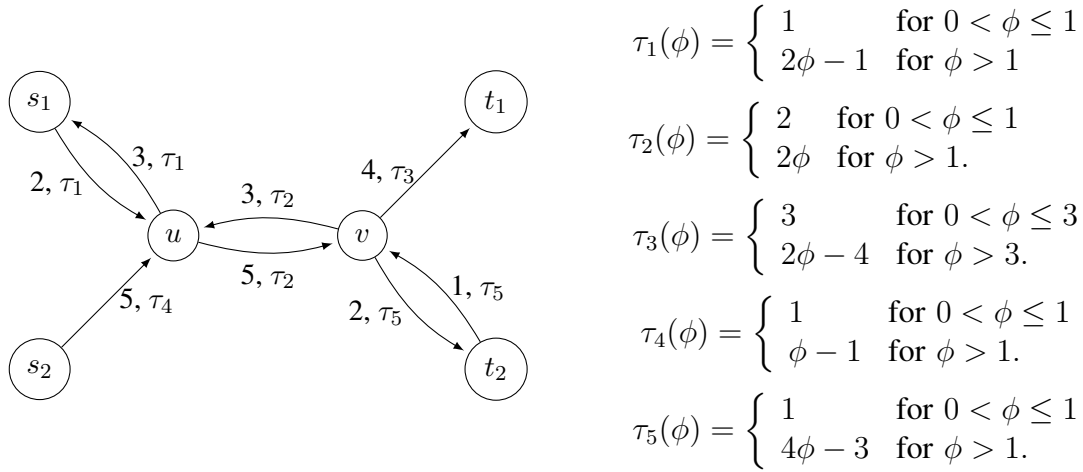 s₁
t₁
3, τ₁
2, τ₁
4, τ₃
3, τ₂
u
v
5, τ₂
5, τ₄
2, τ₅
1, τ₅
s₂
t₂
τ₁(ϕ) = { 1 for 0 < ϕ ≤ 1
2ϕ − 1 for ϕ > 1
τ₂(ϕ) = { 2 for 0 < ϕ ≤ 1
2ϕ for ϕ > 1.
τ₃(ϕ) = { 3 for 0 < ϕ ≤ 3
2ϕ − 4 for ϕ > 3.
τ₄(ϕ) = { 1 for 0 < ϕ ≤ 1
ϕ − 1 for ϕ > 1.
τ₅(ϕ) = { 1 for 0 < ϕ ≤ 1
4ϕ − 3 for ϕ > 1.